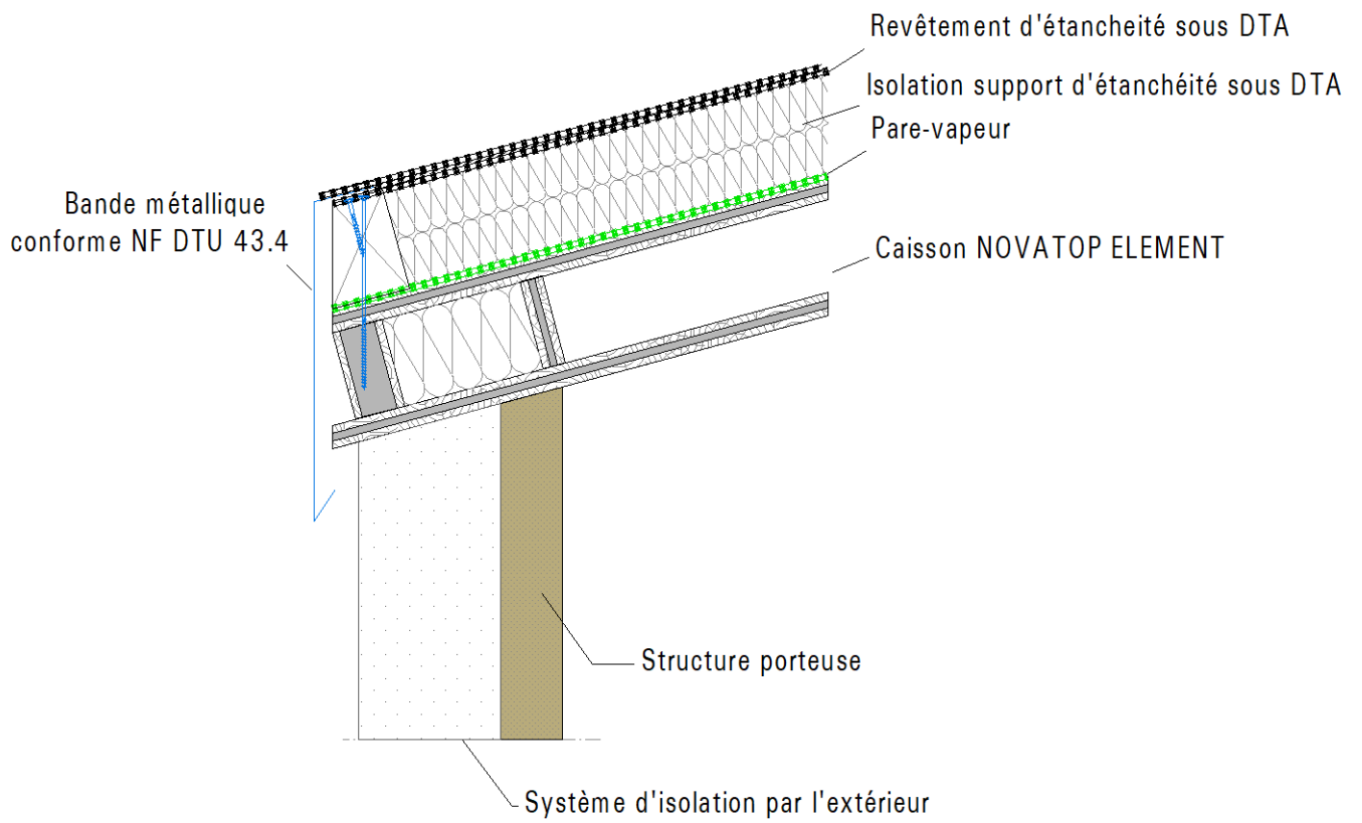 Revêtement d'étancheité sous DTA
Isolation support d'étanchéité sous DTA
Pare-vapeur
Bande métallique
conforme NF DTU 43.4
Caisson NOVATOP ELEMENT
Structure porteuse
Système d'isolation par l'extérieur